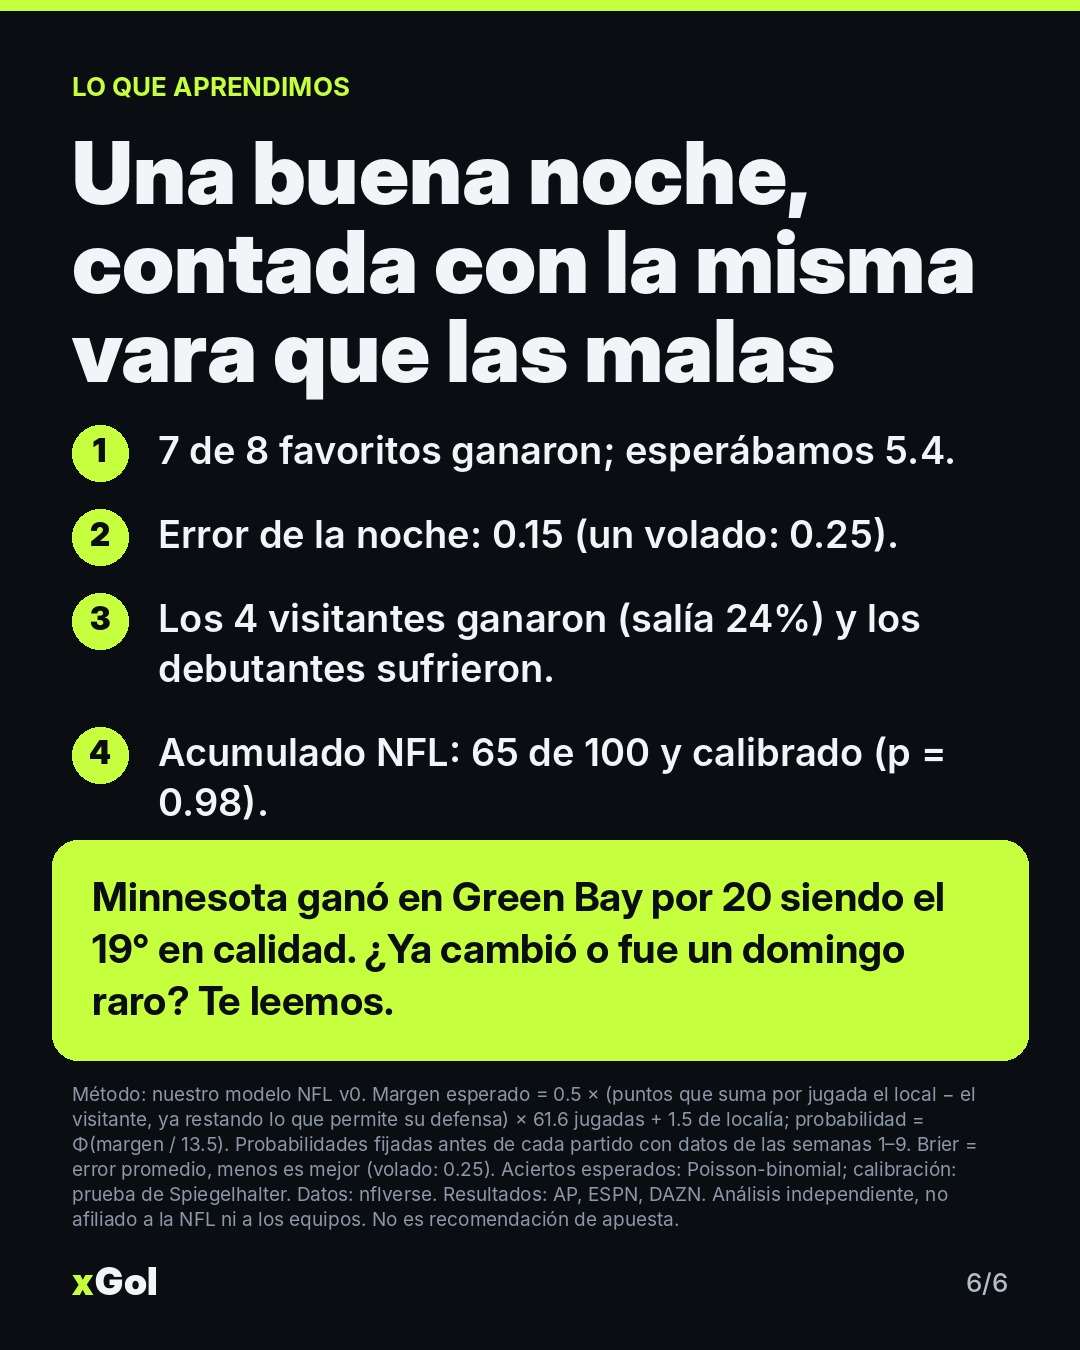 LO QUE APRENDIMOS
Una buena noche,
contada con la misma
vara que las malas
1 7 de 8 favoritos ganaron; esperábamos 5.4.
2 Error de la noche: 0.15 (un volado: 0.25).
3 Los 4 visitantes ganaron (salía 24%) y los
debutantes sufrieron.
4 Acumulado NFL: 65 de 100 y calibrado (p =
0.98).
Minnesota ganó en Green Bay por 20 siendo el
19° en calidad. ¿Ya cambió o fue un domingo
raro? Te leemos.
Método: nuestro modelo NFL v0. Margen esperado = 0.5 × (puntos que suma por jugada el local − el
visitante, ya restando lo que permite su defensa) × 61.6 jugadas + 1.5 de localía; probabilidad =
Φ(margen / 13.5). Probabilidades fijadas antes de cada partido con datos de las semanas 1–9. Brier =
error promedio, menos es mejor (volado: 0.25). Aciertos esperados: Poisson-binomial; calibración:
prueba de Spiegelhalter. Datos: nflverse. Resultados: AP, ESPN, DAZN. Análisis independiente, no
afiliado a la NFL ni a los equipos. No es recomendación de apuesta.
xGol
6/6